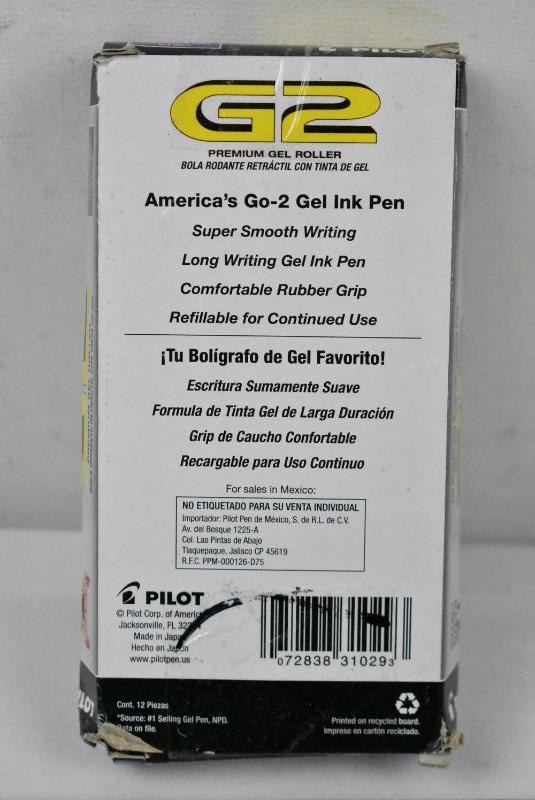 PILOT
G2
PREMIUM GEL ROLLER
BOLA RODANTE RETRÁCTIL CON TINTA DE GEL
America's Go-2 Gel Ink Pen
Super Smooth Writing
Long Writing Gel Ink Pen
Comfortable Rubber Grip
Refillable for Continued Use
¡Tu Bolígrafo de Gel Favorito!
Escritura Sumamente Suave
Formula de Tinta Gel de Larga Duración
Grip de Caucho Confortable
Recargable para Uso Continuo
For sales in Mexico:
NO ETIQUETADO PARA SU VENTA INDIVIDUAL
Importador: Pilot Pen de México, S. de R.L. de C.V.
Av. del Bosque 1225-A
Col. Las Pintas de Abajo
Tlaquepaque, Jalisco CP 45619
R.F.C. PPM-000126-D75
PILOT
© Pilot Corp. of
Jacksonville, FL
Made in
Hecho en
www.pilotpen.us
0 72838 31029 3
Cont. 12 Piezas
*Source: #1 Selling Gel Pen, NPD.
on file.
Printed on recycled board.
Impreso en cartón reciclado.